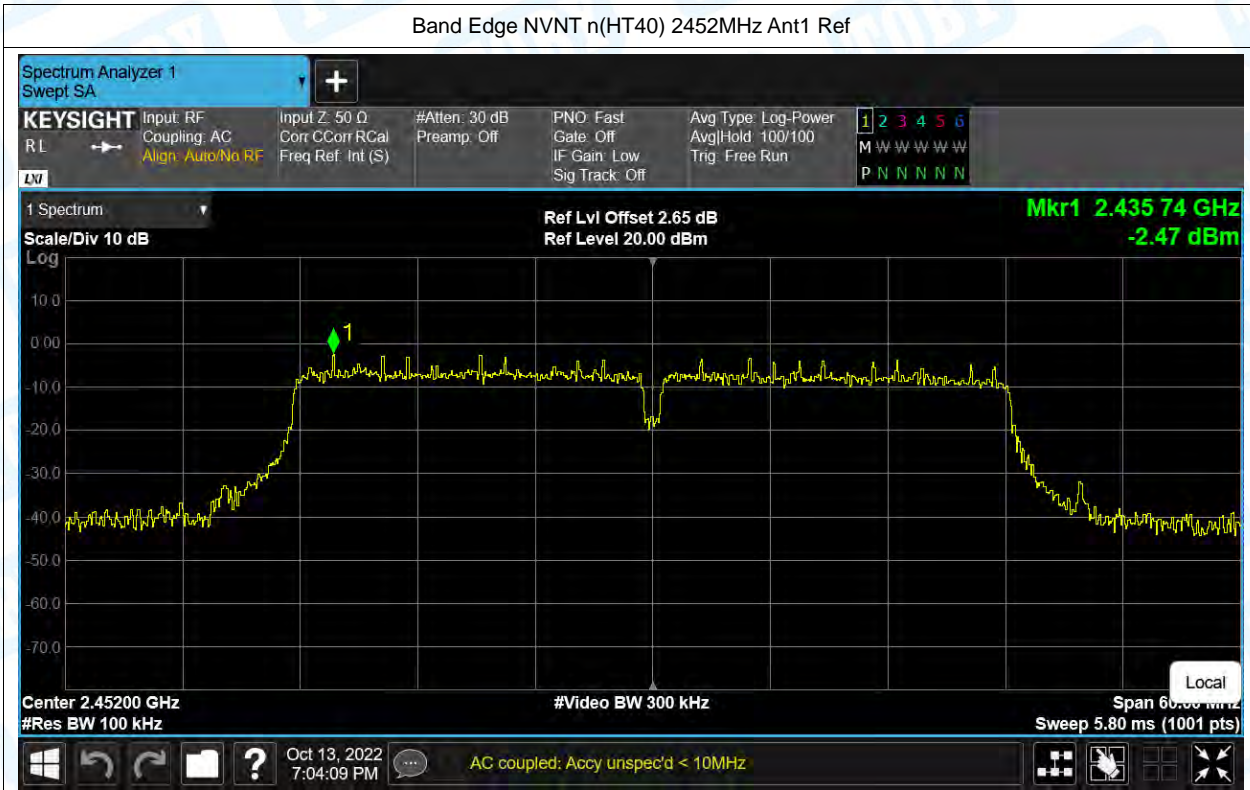 Band Edge NVNT n(HT40) 2452MHz Ant1 Ref
Spectrum Analyzer 1
Swept SA
+
KEYSIGHT
RL
LXI
Input: RF
Coupling: AC
Align: Auto/No RF
Input Z: 50 Ω
Corr CCorr RCal
Freq Ref: Int (S)
#Atten: 30 dB
Preamp: Off
PNO: Fast
Gate: Off
IF Gain: Low
Sig Track: Off
Avg Type: Log-Power
Avg|Hold: 100/100
Trig: Free Run
1 2 3 4 5 6
M W W W W W W
P N N N N N N
1 Spectrum
Scale/Div 10 dB
Log
Ref Lvl Offset 2.65 dB
Ref Level 20.00 dBm
Mkr1 2.435 74 GHz
-2.47 dBm
10.0
0.00
-10.0
-20.0
-30.0
-40.0
-50.0
-60.0
-70.0
1
Center 2.45200 GHz
#Res BW 100 kHz
#Video BW 300 kHz
Local
Span 60.00 MHz
Sweep 5.80 ms (1001 pts)
?
Oct 13, 2022
7:04:09 PM
AC coupled: Accy unspec'd < 10MHz